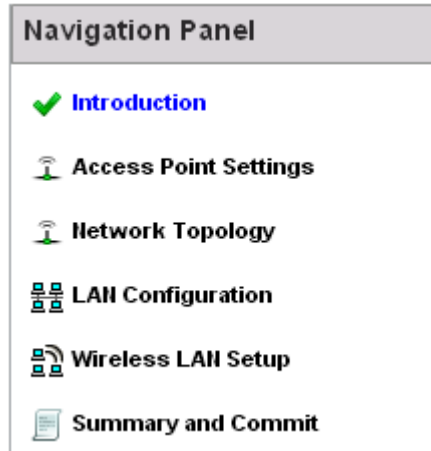 Navigation Panel
Introduction
Access Point Settings
Network Topology
LAN Configuration
Wireless LAN Setup
Summary and Commit